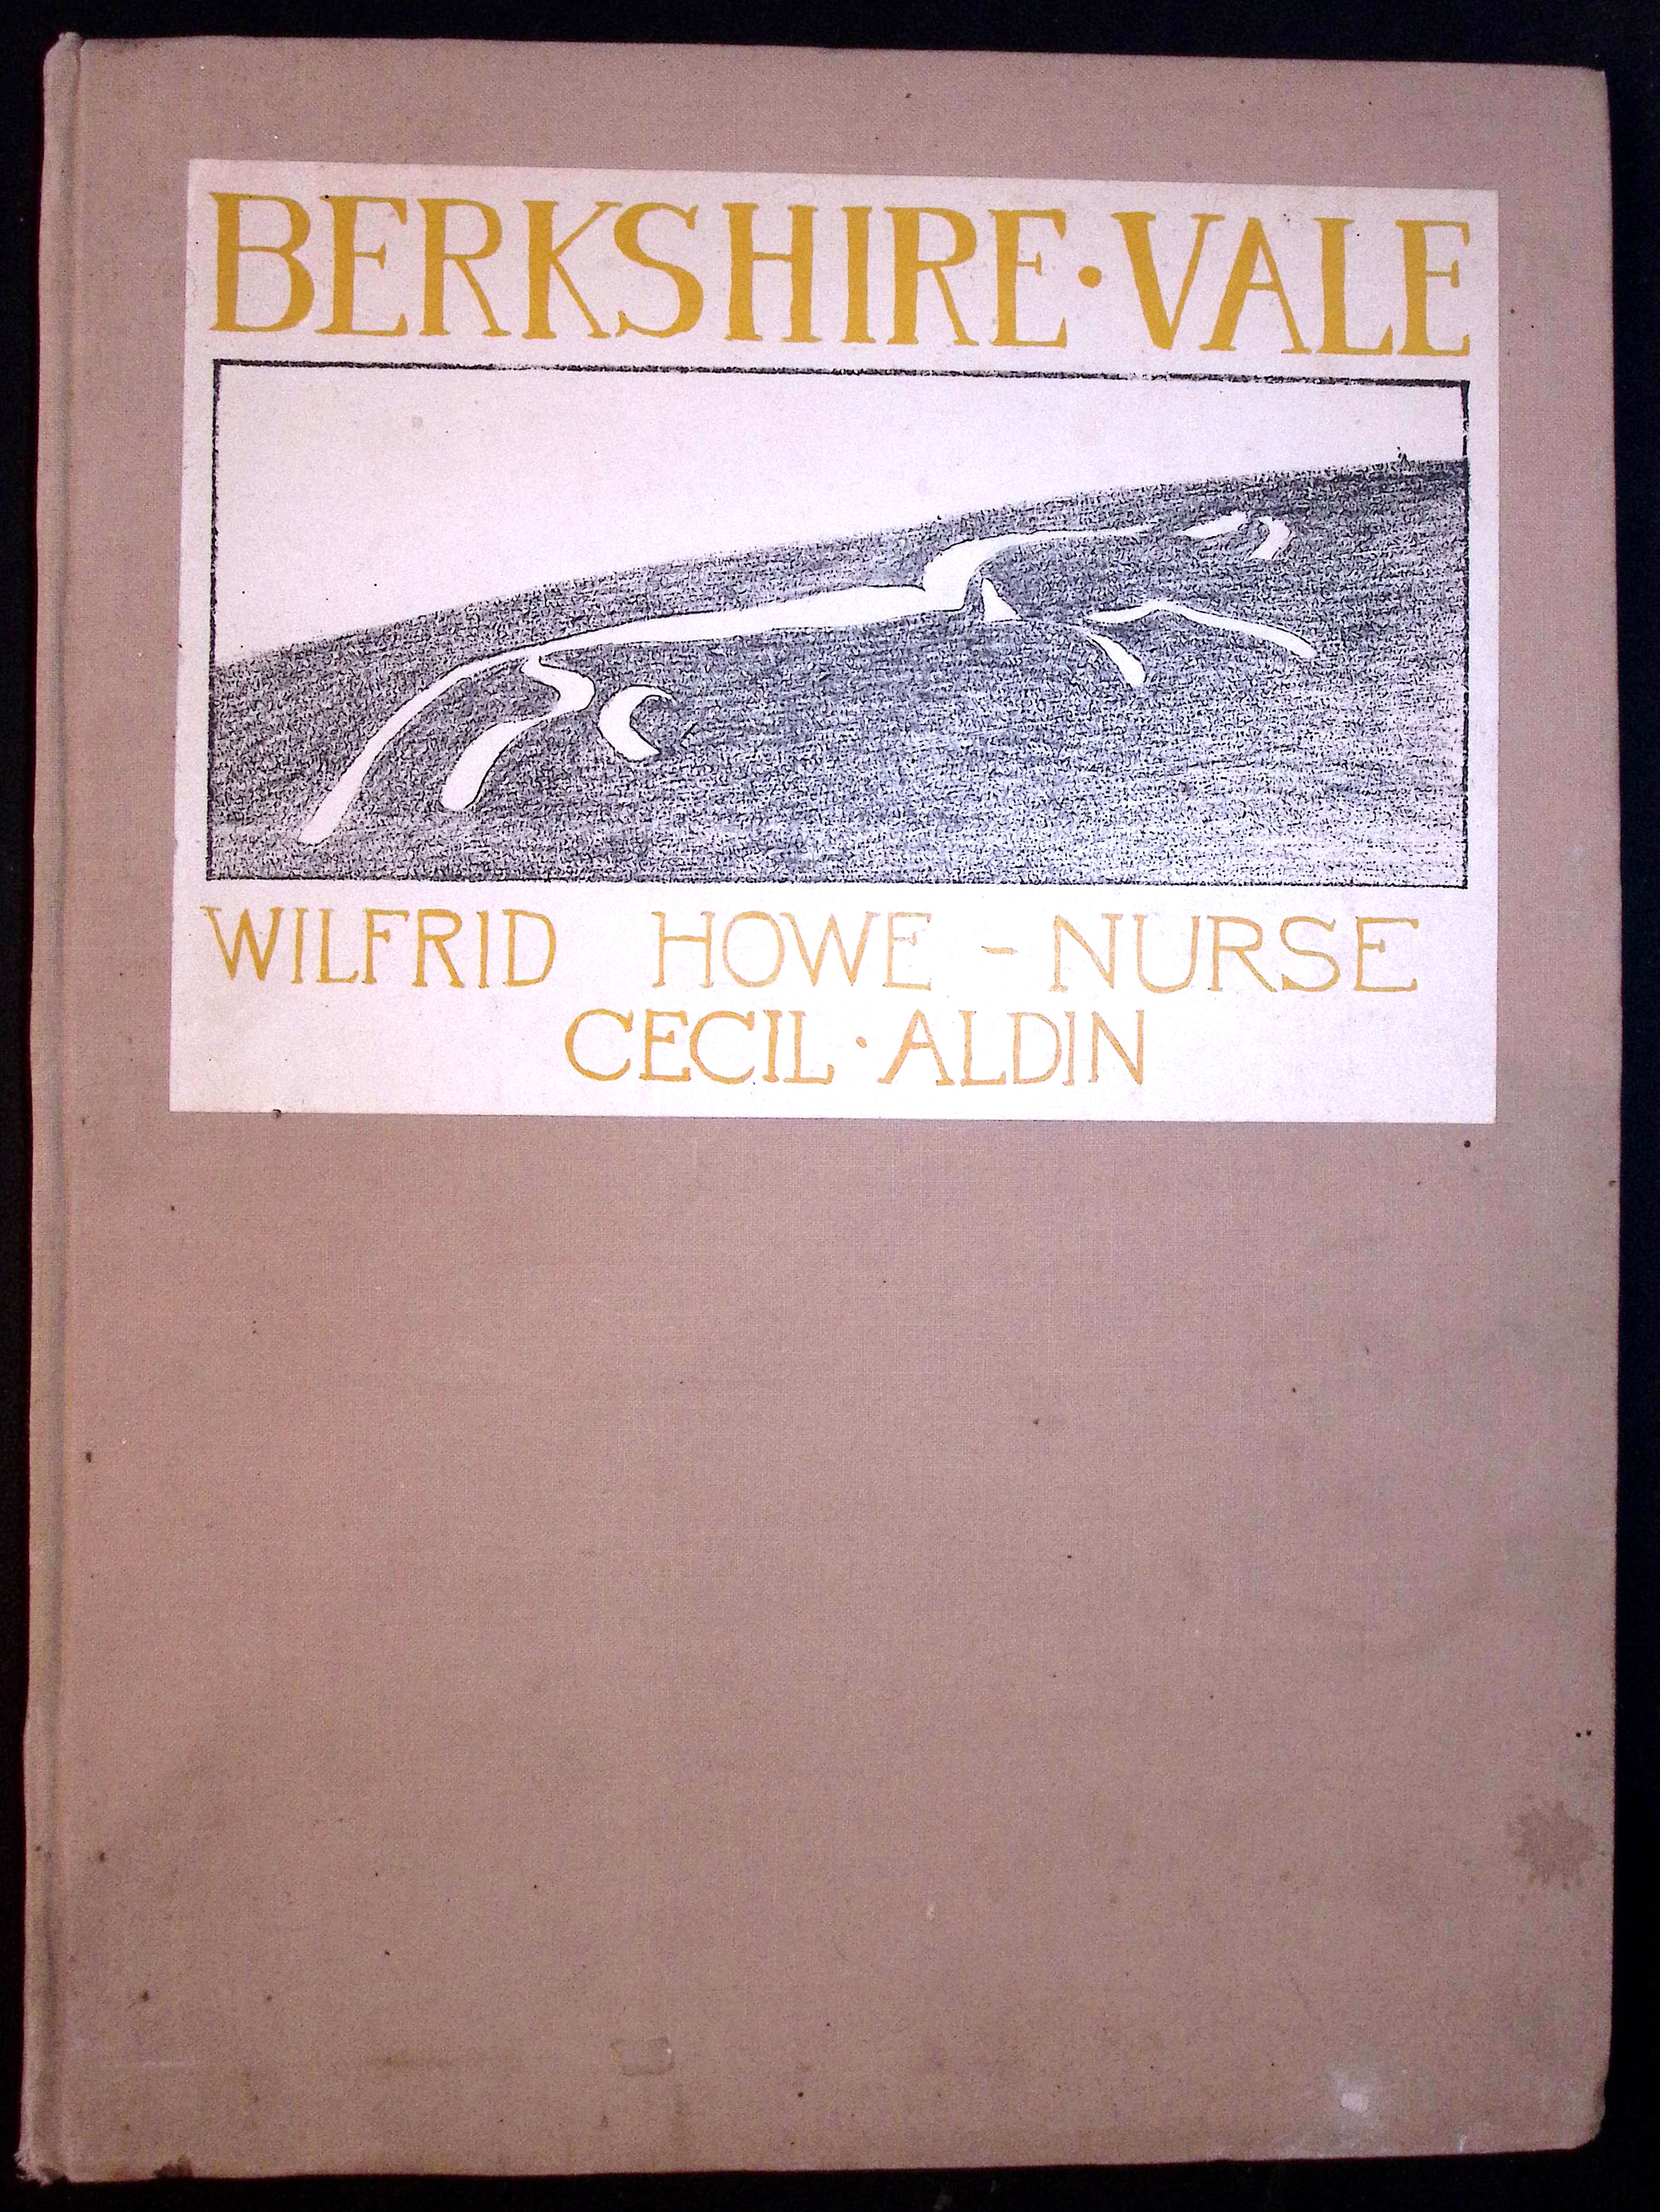 BERKSHIRE·VALE
WILFRID HOWE-NURSE
CECIL·ALDIN